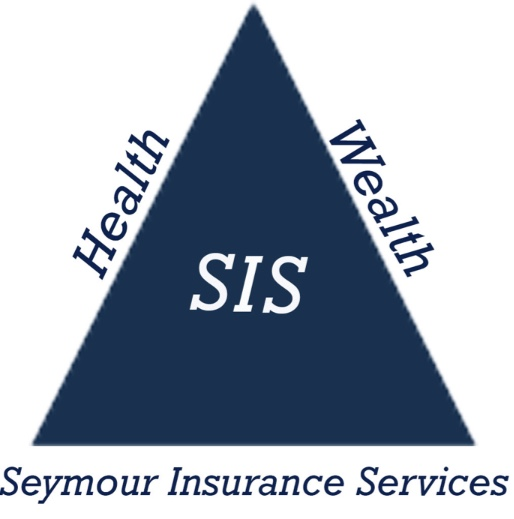 Health
Wealth
SIS
Seymour Insurance Services